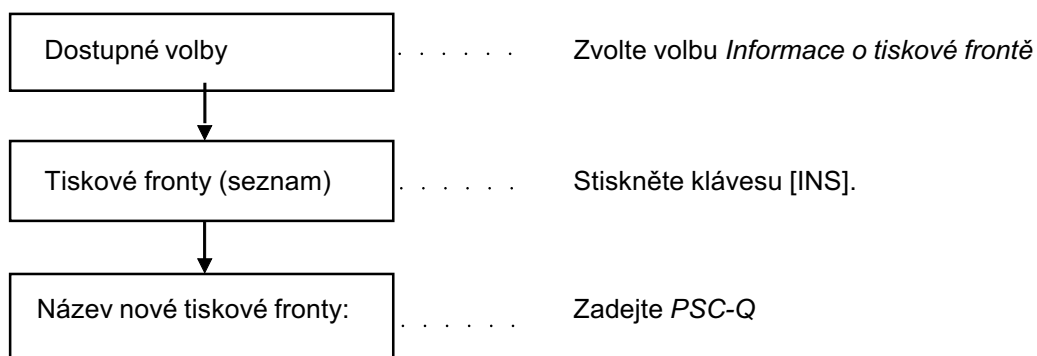 Dostupné volby . . . . . . Zvolte volbu Informace o tiskové frontě
Tiskové fronty (seznam) . . . . . . Stiskněte klávesu [INS].
Název nové tiskové fronty: . . . . . . Zadejte PSC-Q